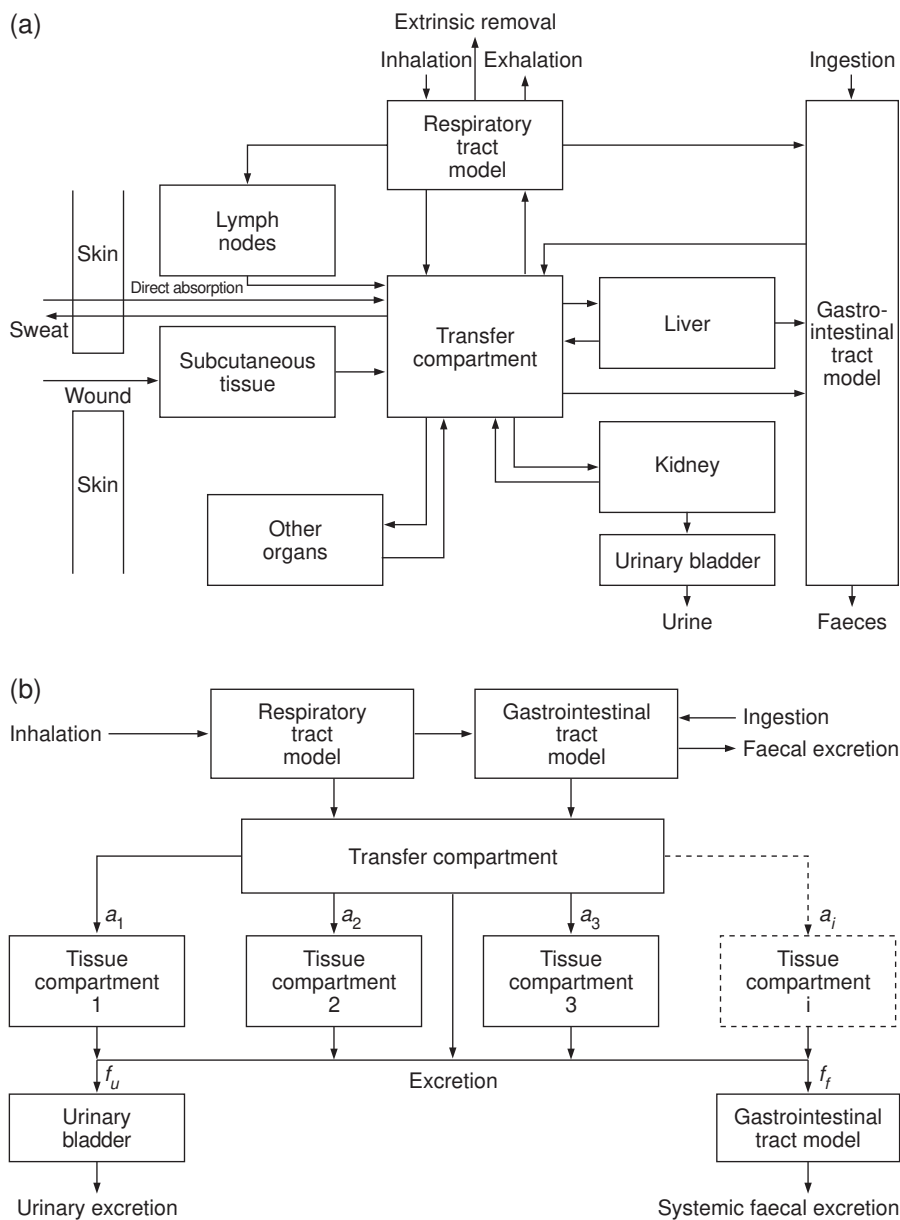 (a)
Extrinsic removal
Inhalation
Exhalation
Ingestion
Respiratory
tract
model
Lymph
nodes
Skin
Direct absorption
Sweat
Transfer
compartment
Liver
Gastro-
intestinal
tract
model
Subcutaneous
tissue
Wound
Skin
Kidney
Other
organs
Urinary bladder
Urine
Faeces
(b)
Inhalation
Respiratory
tract
model
Gastrointestinal
tract
model
Ingestion
Faecal excretion
Transfer compartment
a1
a2
a3
ai
Tissue
compartment
1
Tissue
compartment
2
Tissue
compartment
3
Tissue
compartment
i
fu
Excretion
ff
Urinary
bladder
Gastrointestinal
tract model
Urinary excretion
Systemic faecal excretion